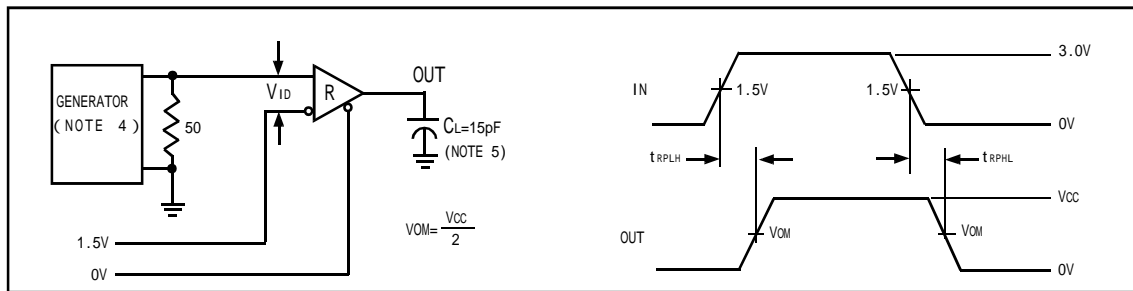 GENERATOR
(NOTE 4)
50
VID
R
OUT
CL=15pF
(NOTE 5)
1.5V
0V
VOM=VCC/2
IN
1.5V
1.5V
3.0V
0V
tRPLH
tRPHL
OUT
VOM
VOM
VCC
0V